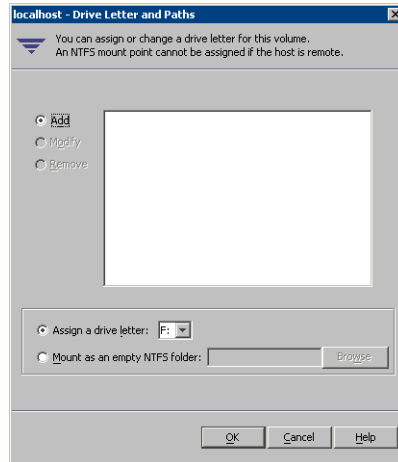 localhost - Drive Letter and Paths
You can assign or change a drive letter for this volume.
An NTFS mount point cannot be assigned if the host is remote.
Add
Modify
Remove
Assign a drive letter: F:
Mount as an empty NTFS folder: Browse
OK Cancel Help